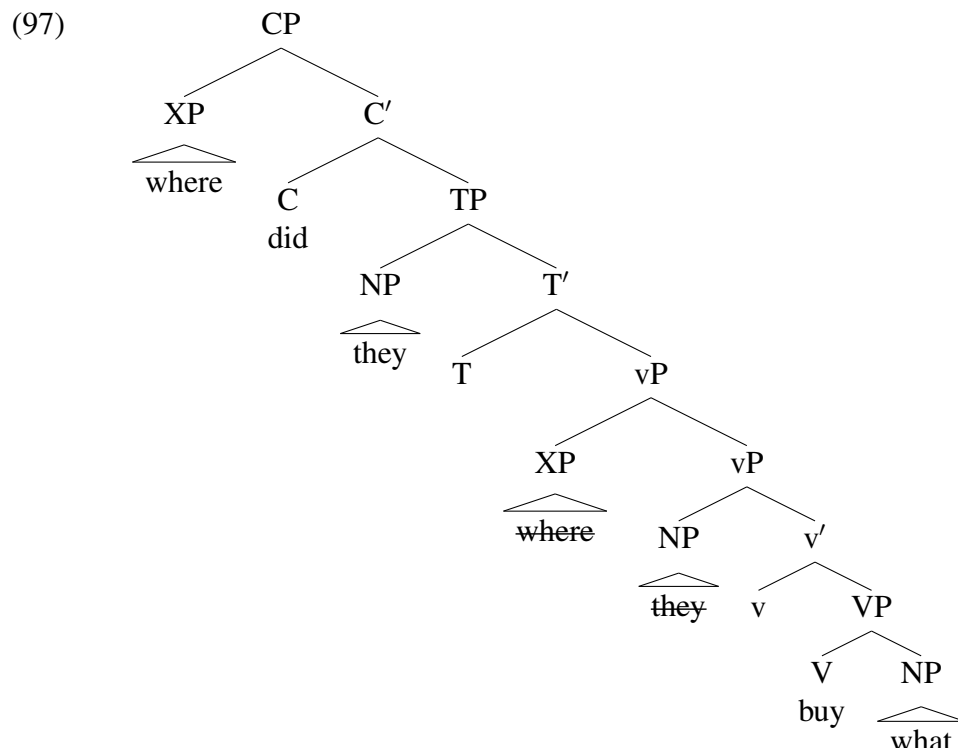 (97) CP
XP C′
where
C TP
did
NP T′
they
T vP
XP vP
where
NP v′
they v VP
V NP
buy
what